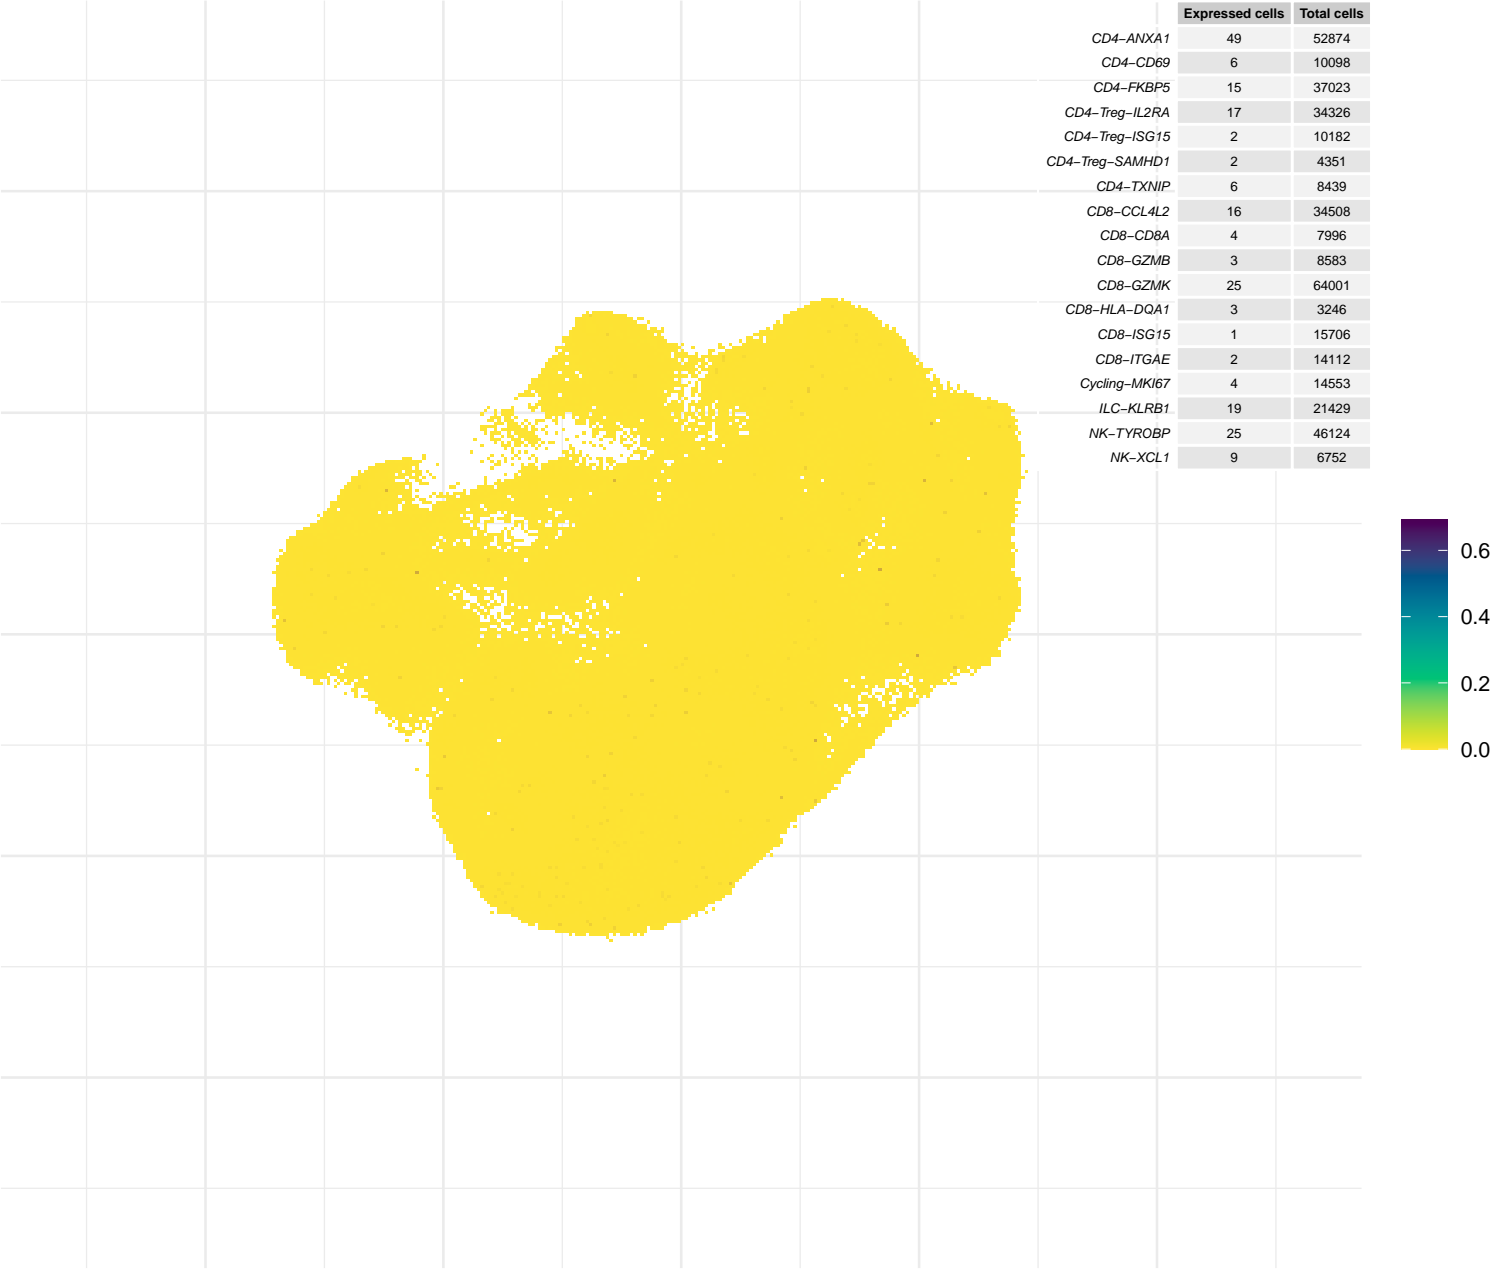 Expressed cells Total cells
CD4−ANXA1 49 52874
CD4−CD69 6 10098
CD4−FKBP5 15 37023
CD4−Treg−IL2RA 17 34326
CD4−Treg−ISG15 2 10182
CD4−Treg−SAMHD1 2 4351
CD4−TXNIP 6 8439
CD8−CCL4L2 16 34508
CD8−CD8A 4 7996
CD8−GZMB 3 8583
CD8−GZMK 25 64001
CD8−HLA−DQA1 3 3246
CD8−ISG15 1 15706
CD8−ITGAE 2 14112
Cycling−MKI67 4 14553
ILC−KLRB1 19 21429
NK−TYROBP 25 46124
NK−XCL1 9 6752
0.6
0.4
0.2
0.0